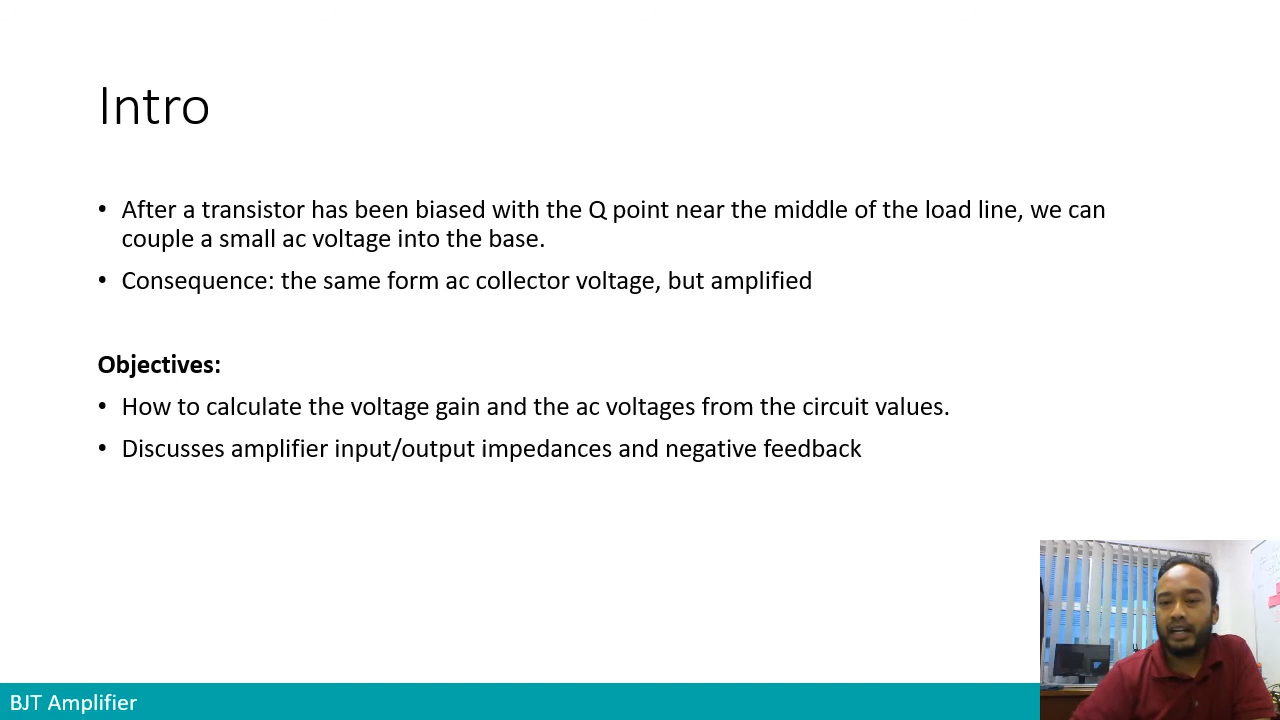 Intro
• After a transistor has been biased with the Q point near the middle of the load line, we can
couple a small ac voltage into the base.
• Consequence: the same form ac collector voltage, but amplified
Objectives:
• How to calculate the voltage gain and the ac voltages from the circuit values.
• Discusses amplifier input/output impedances and negative feedback
BJT Amplifier